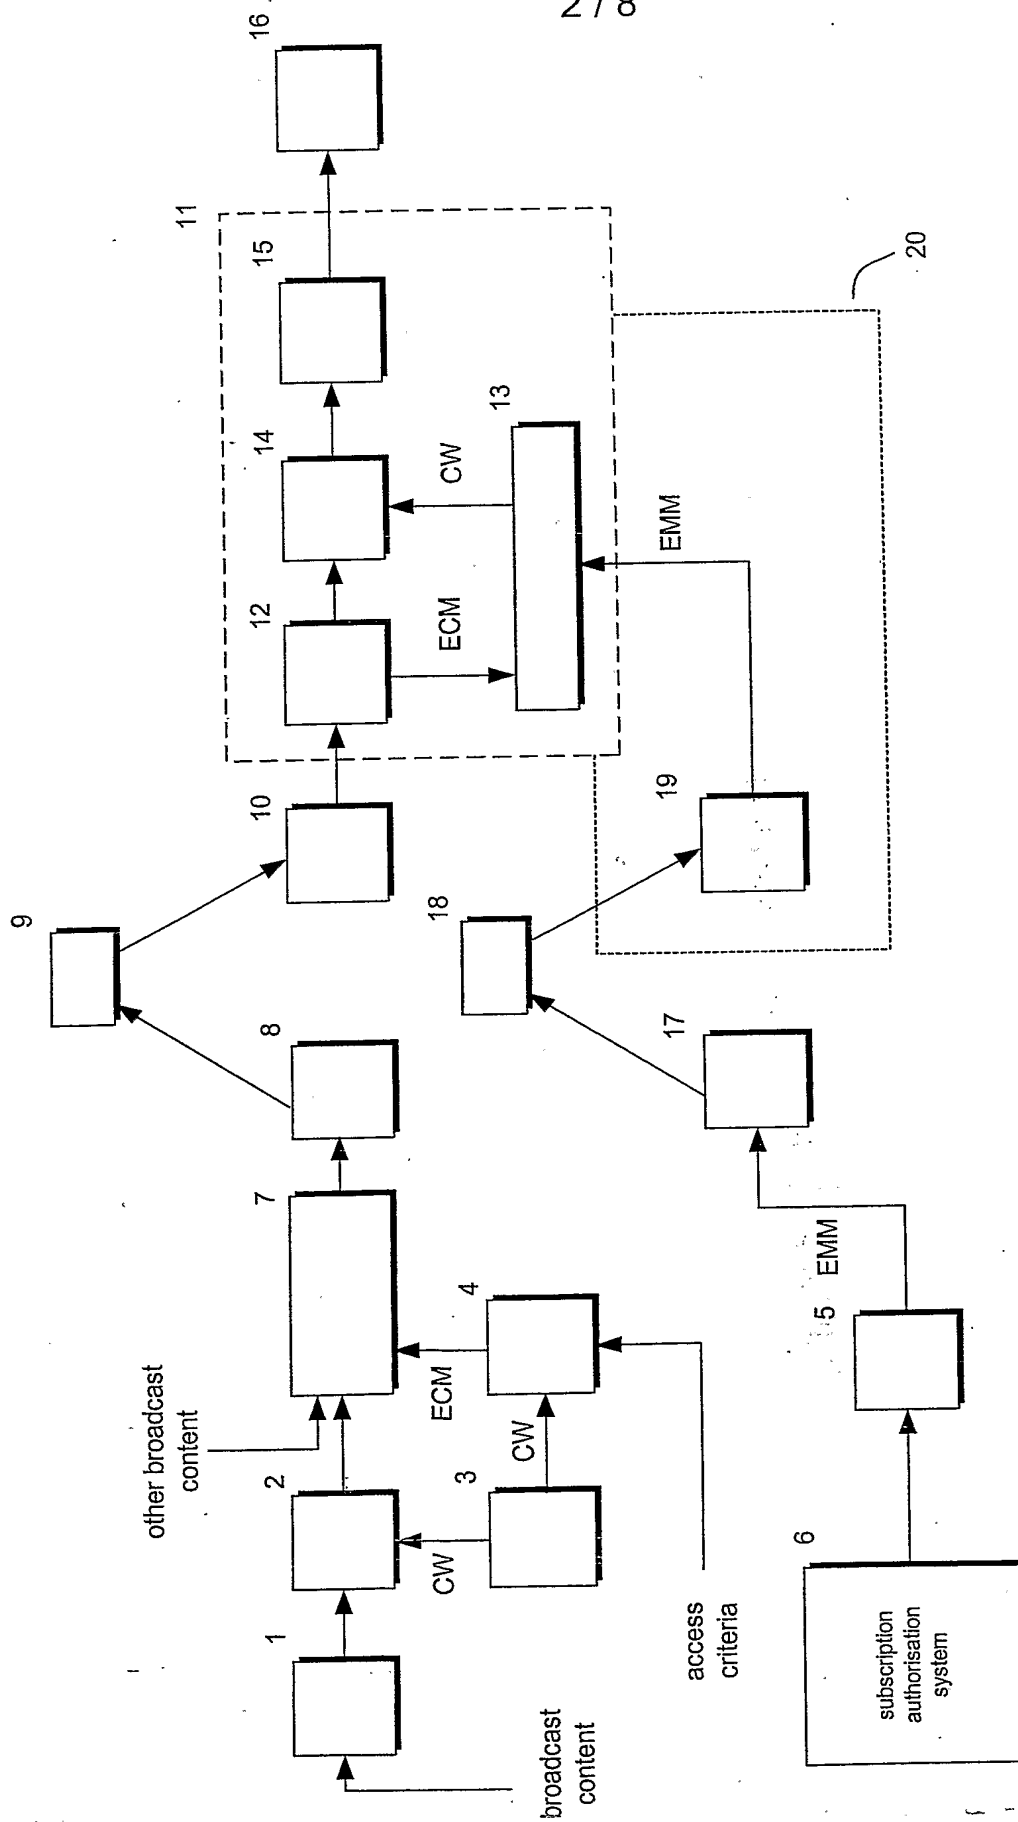 2 / 8
16
11
15
20
13
14
CW
EMM
12
ECM
10
19
9
18
8
17
7
4
EMM
5
ECM
other broadcast
content
2
3
CW
CW
6
1
access
criteria
subscription
authorisation
system
broadcast
content